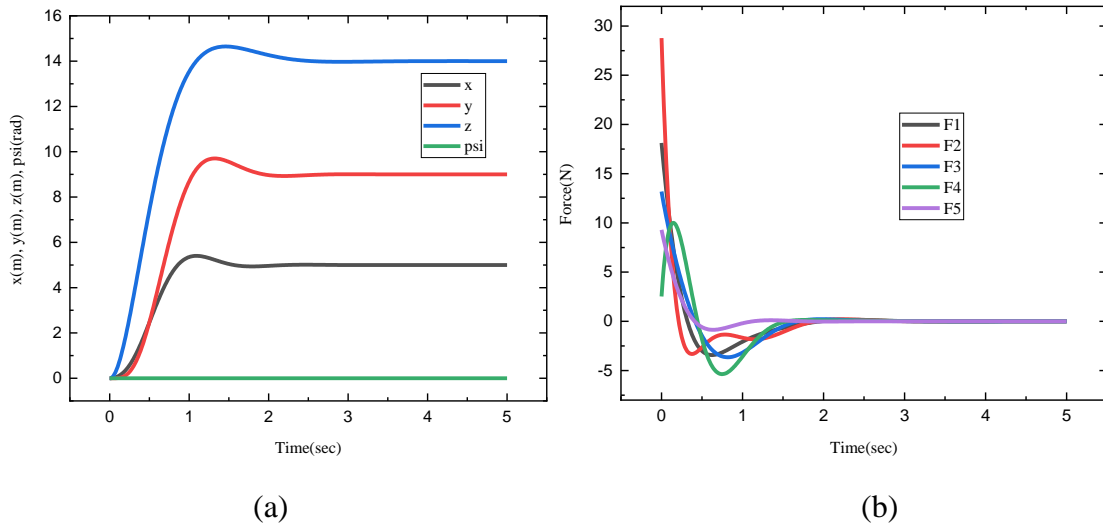 16
14
12
10
8
6
4
2
0
x(m), y(m), z(m), psi(rad)
x
y
z
psi
0 1 2 3 4 5
Time(sec)
(a)
30
25
20
15
10
5
0
-5
Force(N)
F1
F2
F3
F4
F5
0 1 2 3 4 5
Time(sec)
(b)